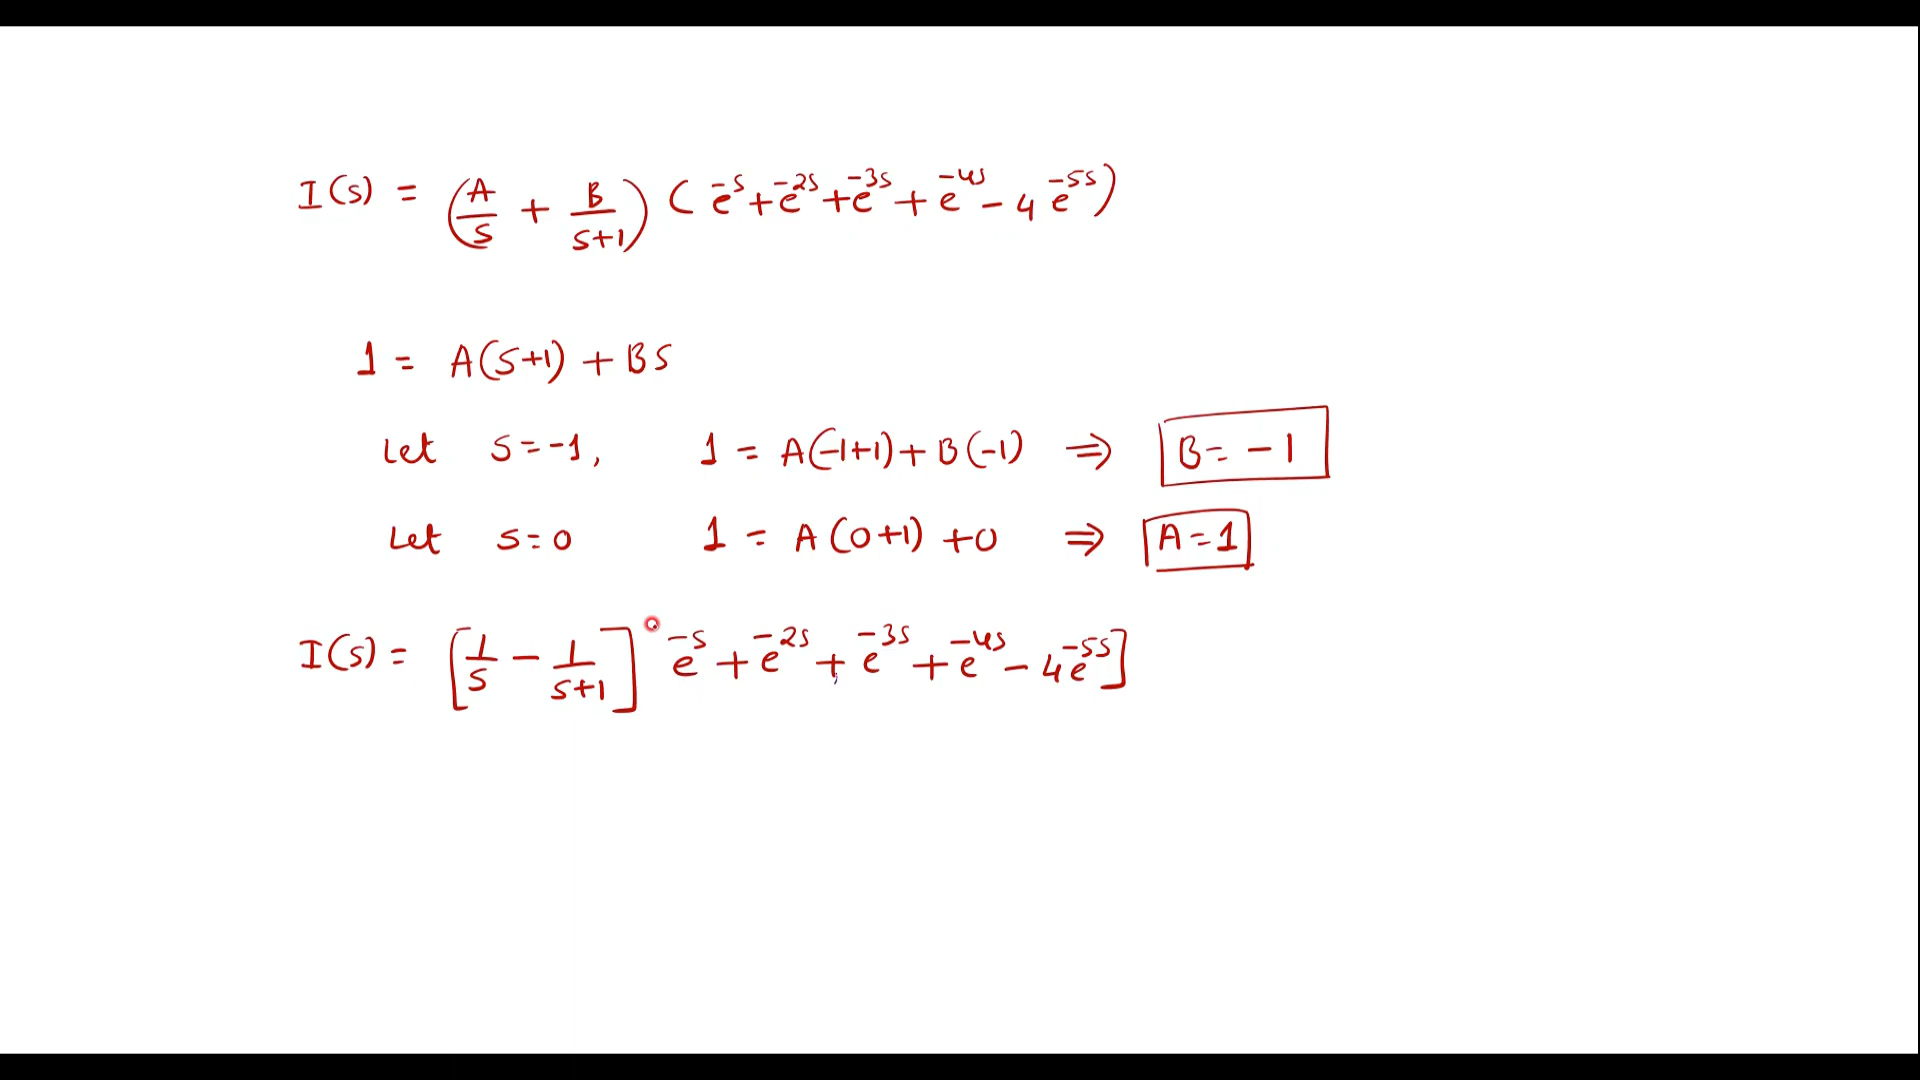 I(s) = (A/s + B/s+1) (e^-s + e^-2s + e^-3s + e^-4s - 4 e^-5s)
1 = A(s+1) + BS
Let s=-1, 1 = A(-1+1) + B(-1) ⇒ B = -1
Let s=0 1 = A(0+1) +0 ⇒ A = 1
I(s) = [1/s - 1/s+1] e^-s + e^-2s + e^-3s + e^-4s - 4e^-5s]